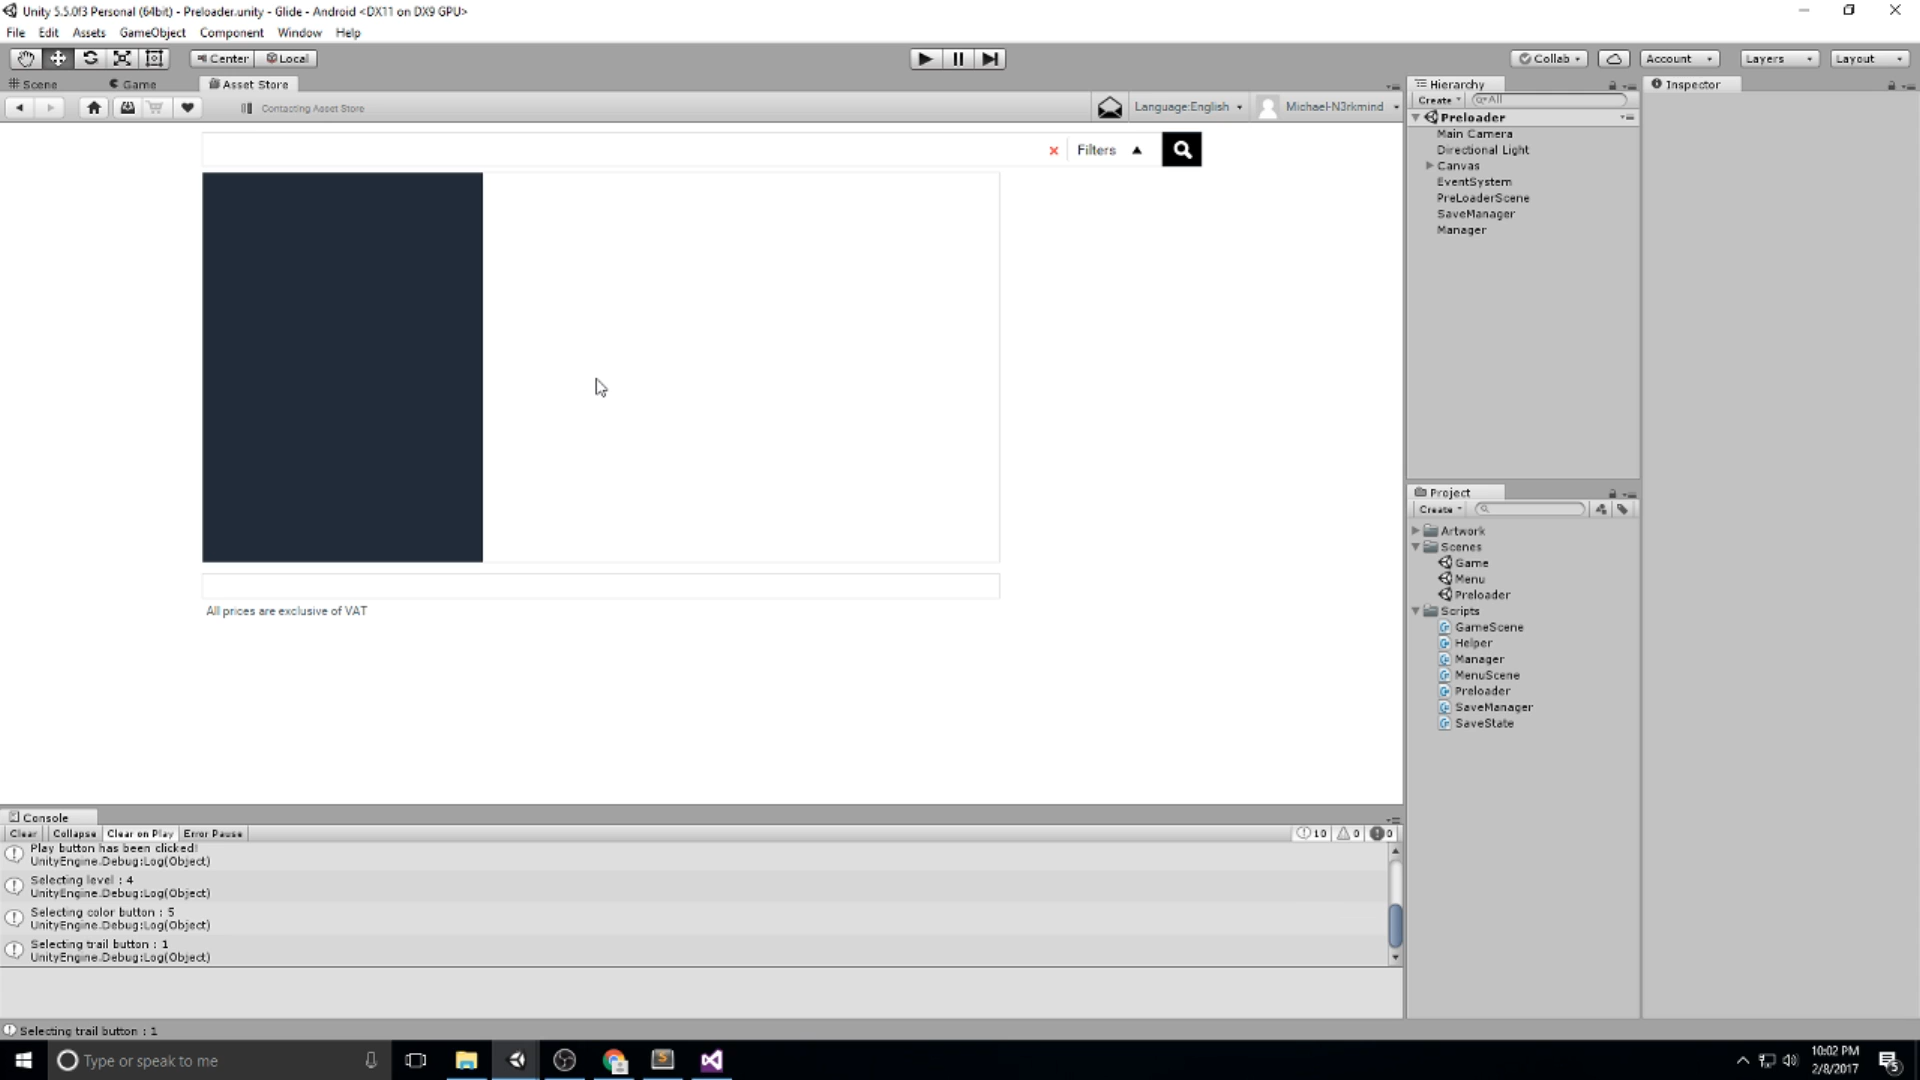 Unity 5.5.0f3 Personal (64bit) - Preloader.unity - Glide - Android <DX11 on DX9 GPU>
File Edit Assets GameObject Component Window Help
Center Local
Collab Account Layers Layout
Scene Game Asset Store
Contacting Asset Store
Language:English Michael-N3rkmind
Filters
All prices are exclusive of VAT
Hierarchy
Create All
Preloader
Main Camera
Directional Light
Canvas
EventSystem
PreLoaderScene
SaveManager
Manager
Inspector
Project
Create
Artwork
Scenes
Game
Menu
Preloader
Scripts
GameScene
Helper
Manager
MenuScene
Preloader
SaveManager
SaveState
Console
Clear Collapse Clear on Play Error Pause
10 0 0
Play button has been clicked!
UnityEngine.Debug:Log(Object)
Selecting level : 4
UnityEngine.Debug:Log(Object)
Selecting color button : 5
UnityEngine.Debug:Log(Object)
Selecting trail button : 1
UnityEngine.Debug:Log(Object)
Selecting trail button : 1
Type or speak to me
10:02 PM
2/8/2017
5